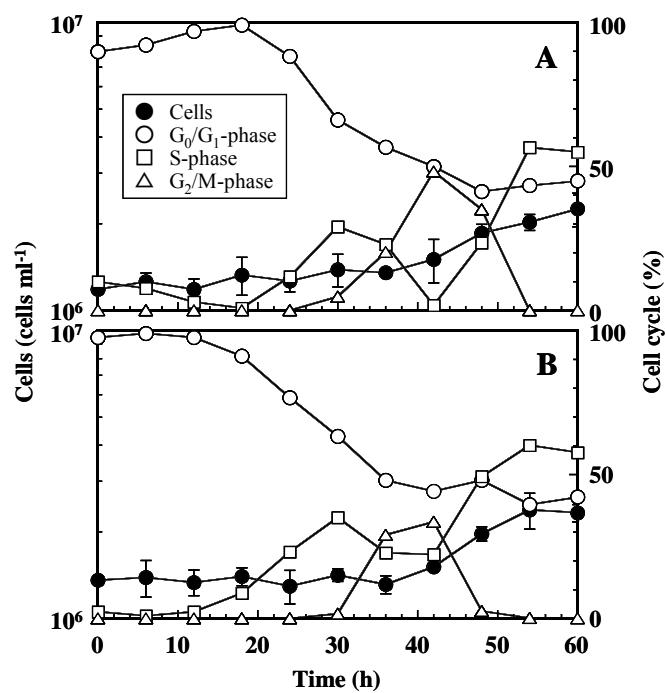 10⁷
100
A
Cells
G₀/G₁-phase
S-phase
G₂/M-phase
50
10⁶
0
Cells (cells ml⁻¹)
Cell cycle (%)
10⁷
100
B
50
10⁶
0
0 10 20 30 40 50 60
Time (h)